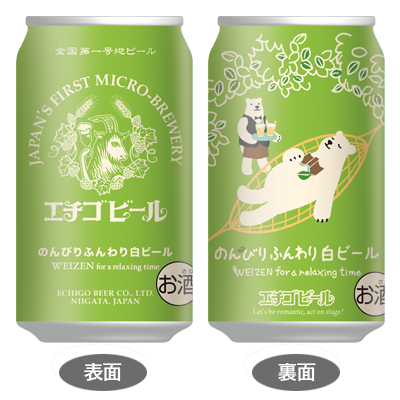 全国第一号地ビール
JAPAN'S FIRST MICRO-BREWERY
エチゴビール
のんびりふんわり白ビール
WEIZEN for a relaxing time
お酒
ECHIGO BEER CO., LTD.
NIIGATA. JAPAN
表面
のんびりふんわり白ビール
WEIZEN for a relaxing time
お酒
エチゴビール
Let's be romantic, act on stage!
裏面